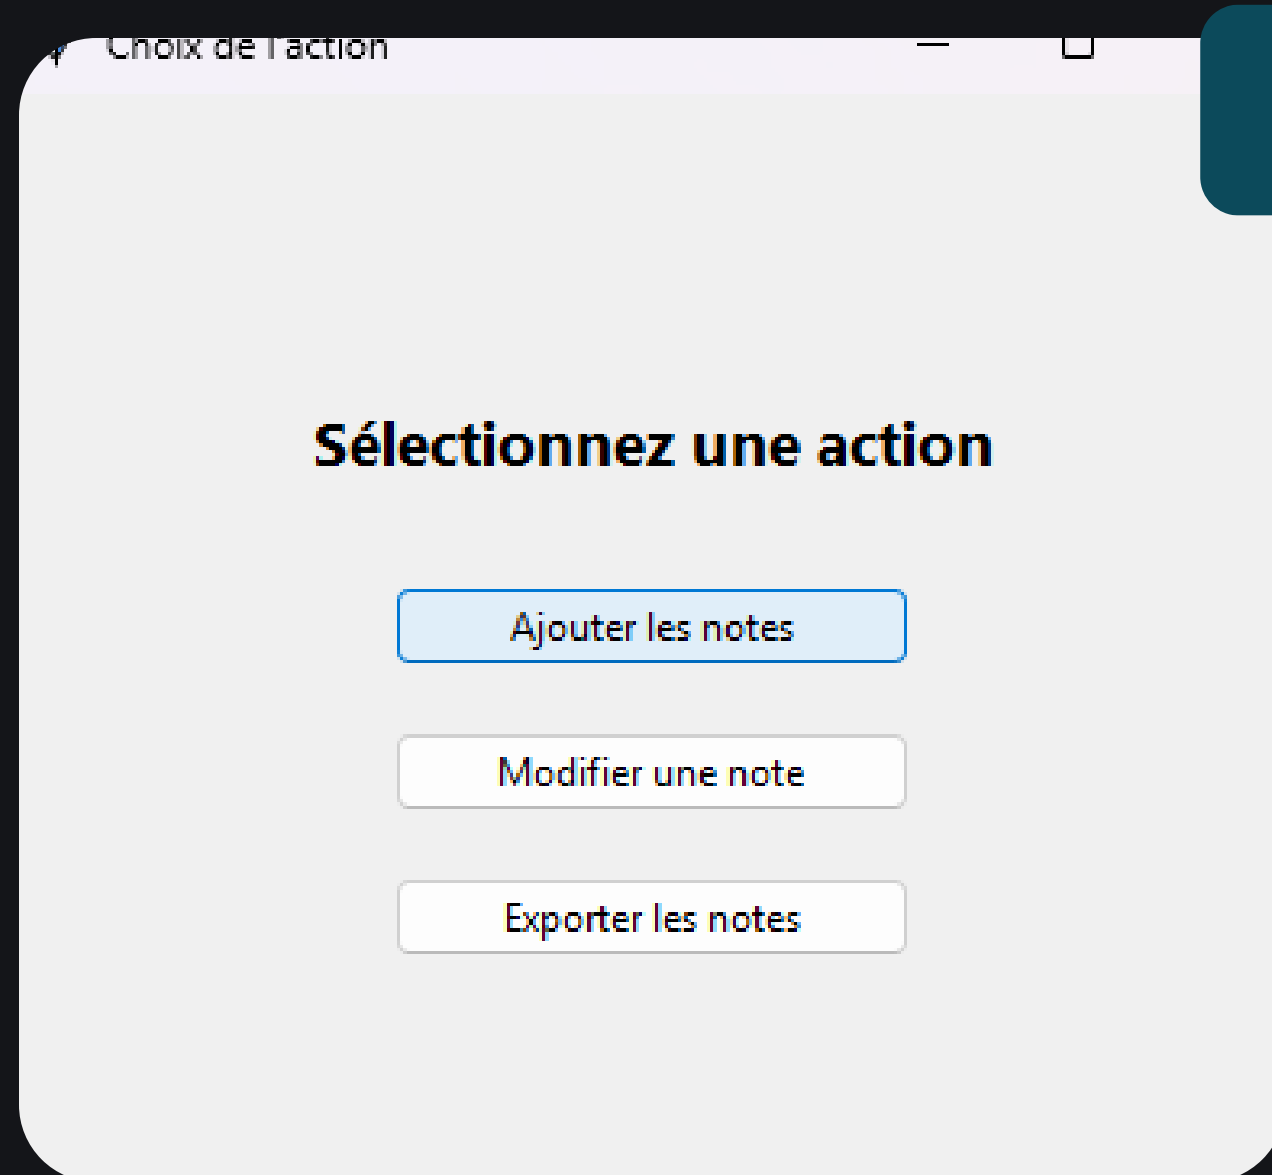 Choix de l'action
Sélectionnez une action
Ajouter les notes
Modifier une note
Exporter les notes